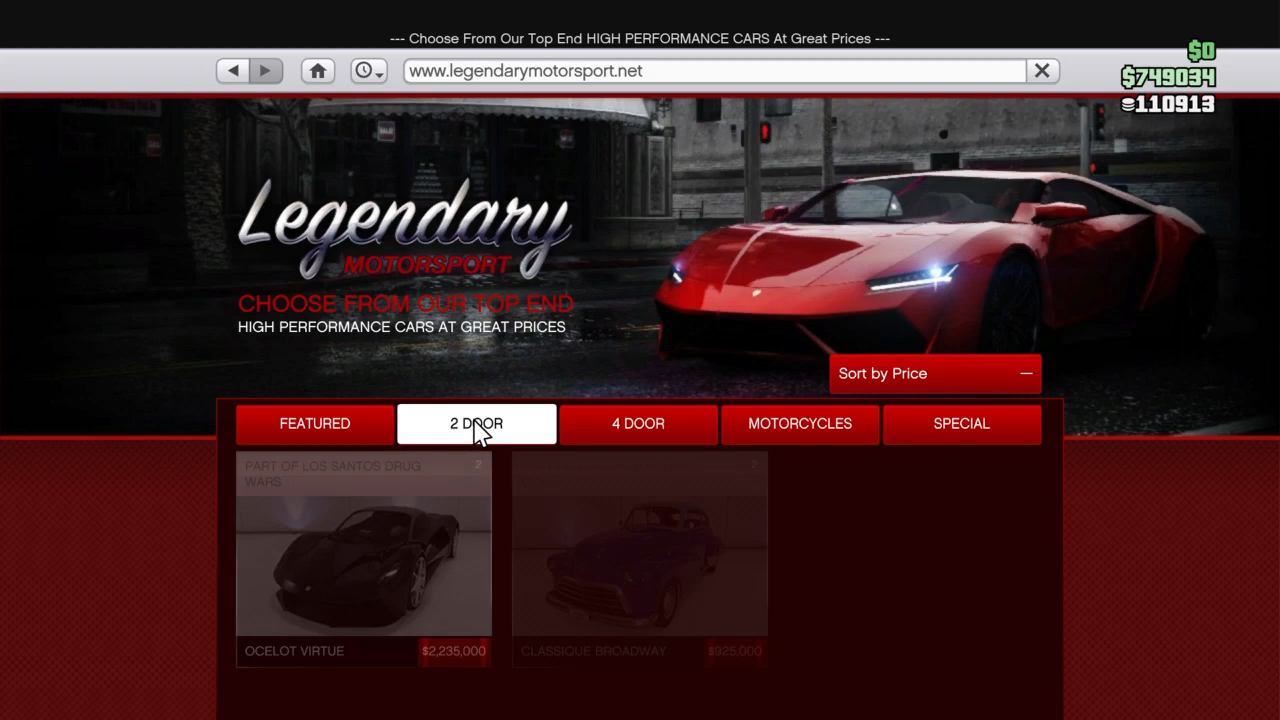 --- Choose From Our Top End HIGH PERFORMANCE CARS At Great Prices ---
$0
www.legendarymotorsport.net
$749034
110913
Legendary
MOTORSPORT
CHOOSE FROM OUR TOP END
HIGH PERFORMANCE CARS AT GREAT PRICES
Sort by Price
FEATURED
2 DOOR
4 DOOR
MOTORCYCLES
SPECIAL
PART OF LOS SANTOS DRUG
WARS
2
2
OCELOT VIRTUE
$2,235,000
CLASSIQUE BROADWAY
$925,000